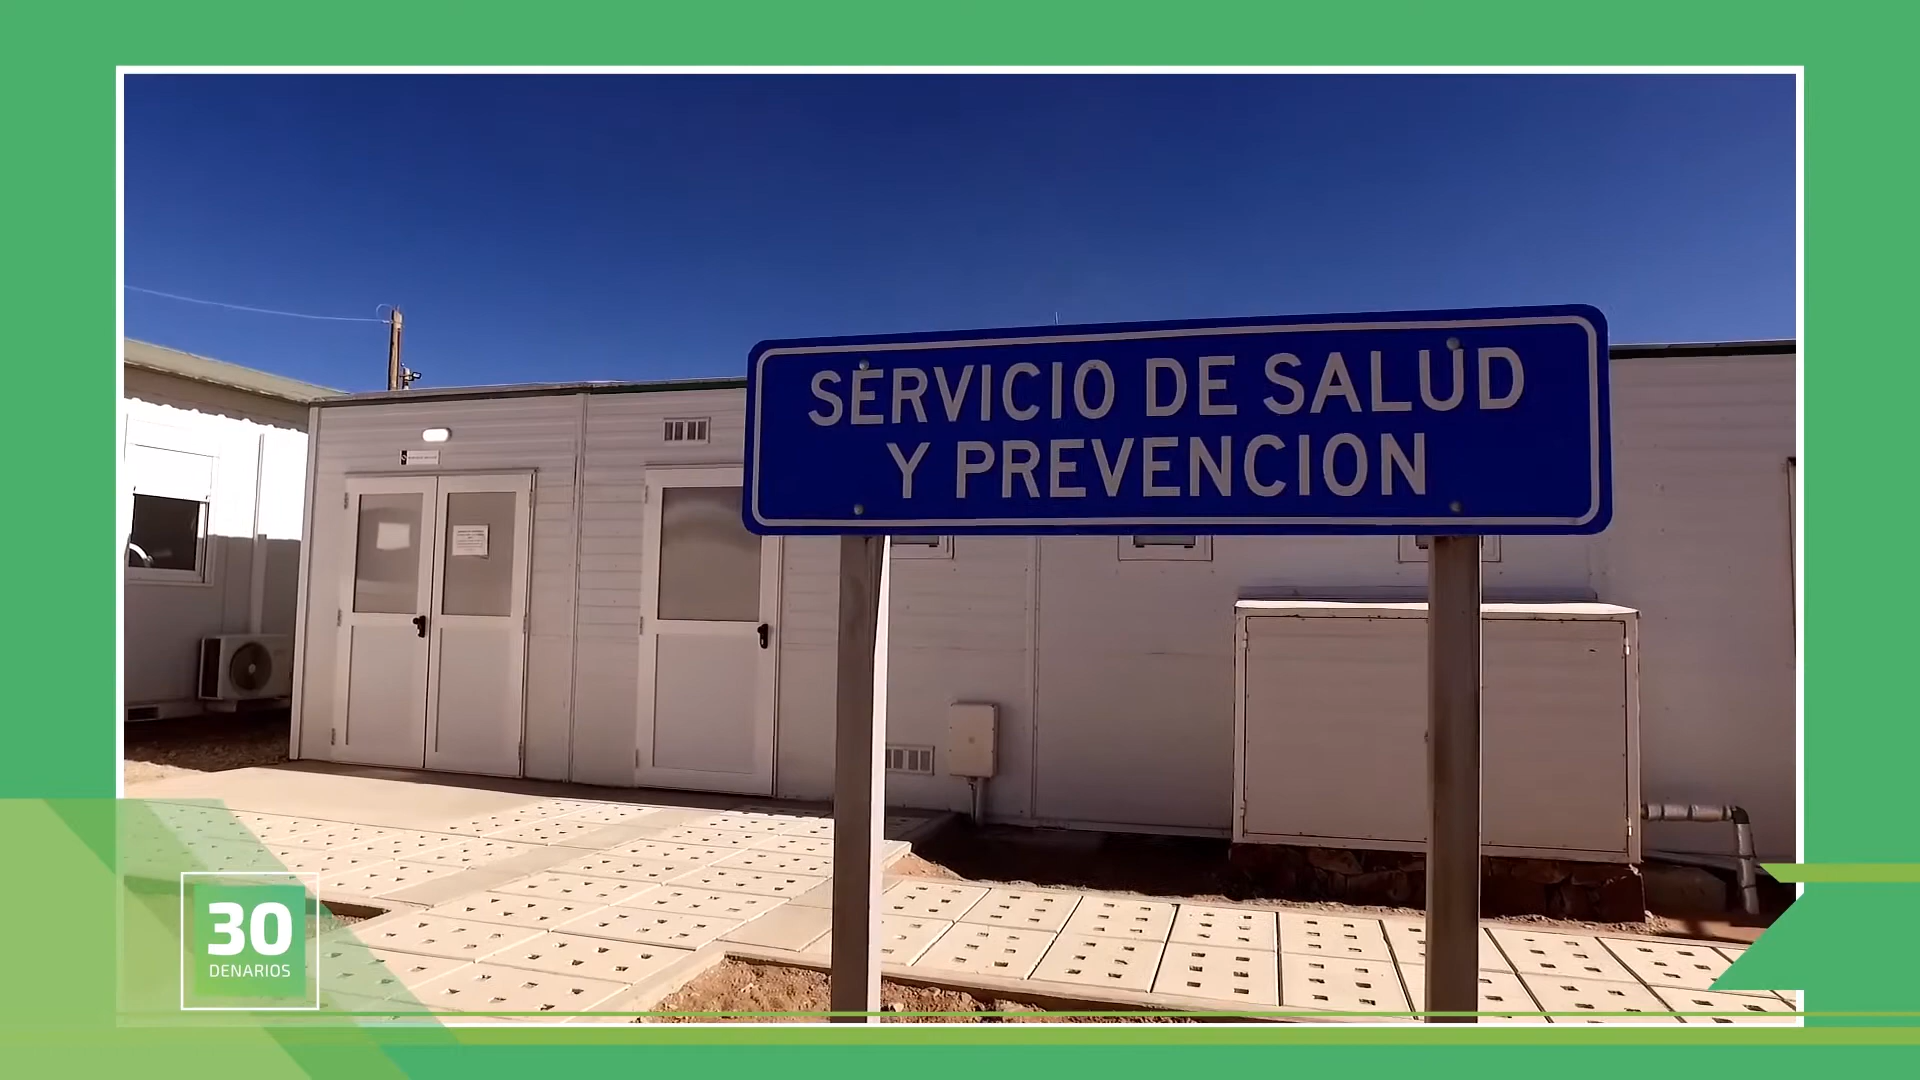 SERVICIO DE SALUD
Y PREVENCION
30
DENARIOS